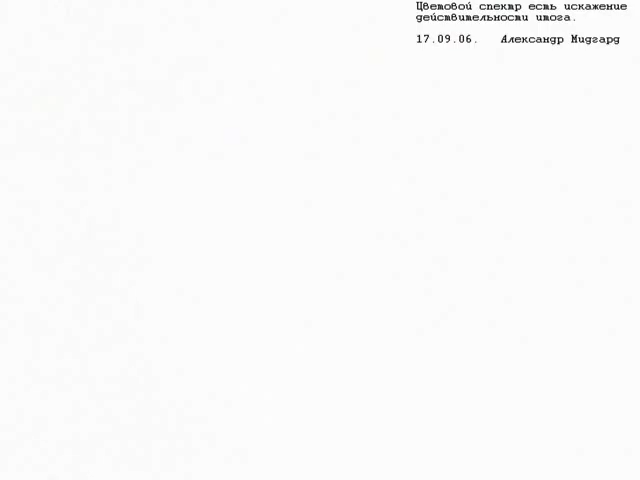 Цветовой спектр есть искажение
действительности итога.
17.09.06. Александр Мидгард